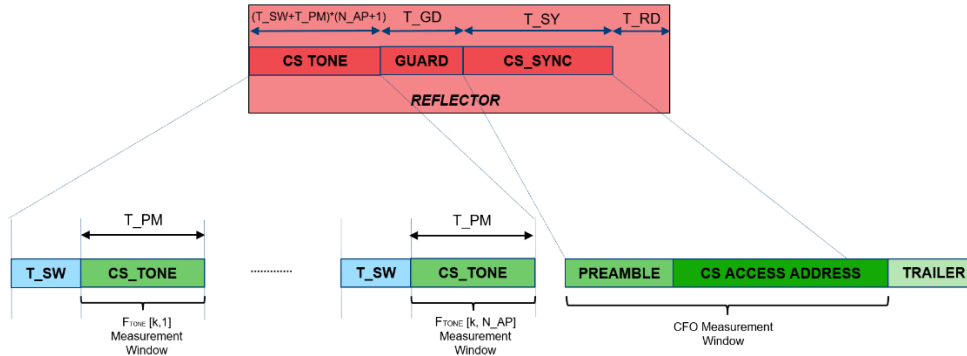 (T_SW+T_PM)*(N_AP+1) T_GD T_SY T_RD
CS TONE GUARD CS_SYNC
REFLECTOR
T_PM T_PM
T_SW CS_TONE ............... T_SW CS_TONE PREAMBLE CS ACCESS ADDRESS TRAILER
FTONE [k,1] FTONE [k, N_AP] CFO Measurement
Measurement Measurement Window
Window Window